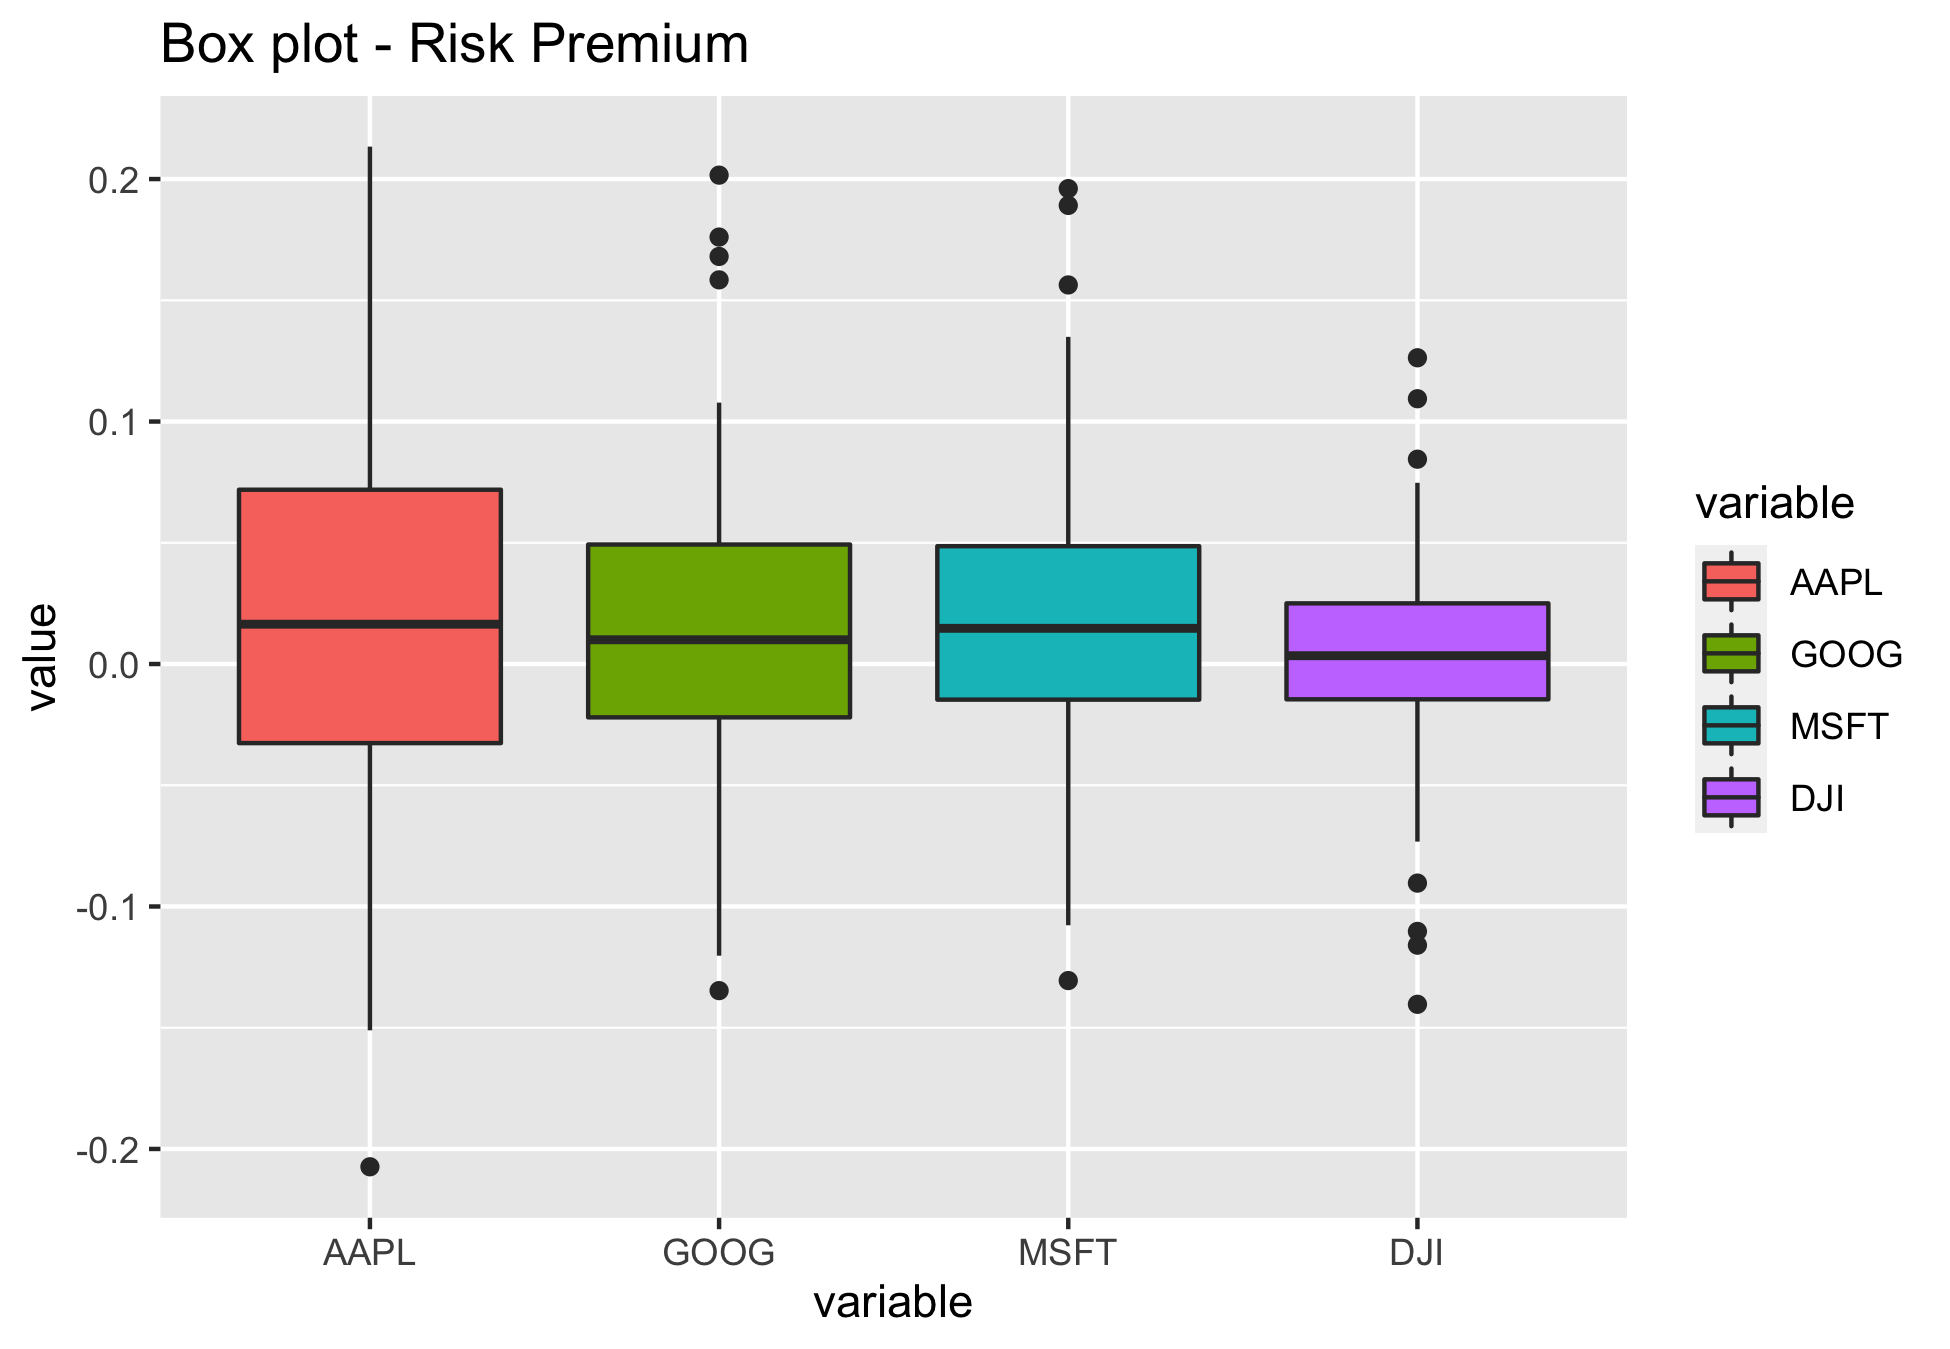 Box plot - Risk Premium
value
0.2
0.1
0.0
-0.1
-0.2
AAPL GOOG MSFT DJI
variable
variable
AAPL
GOOG
MSFT
DJI